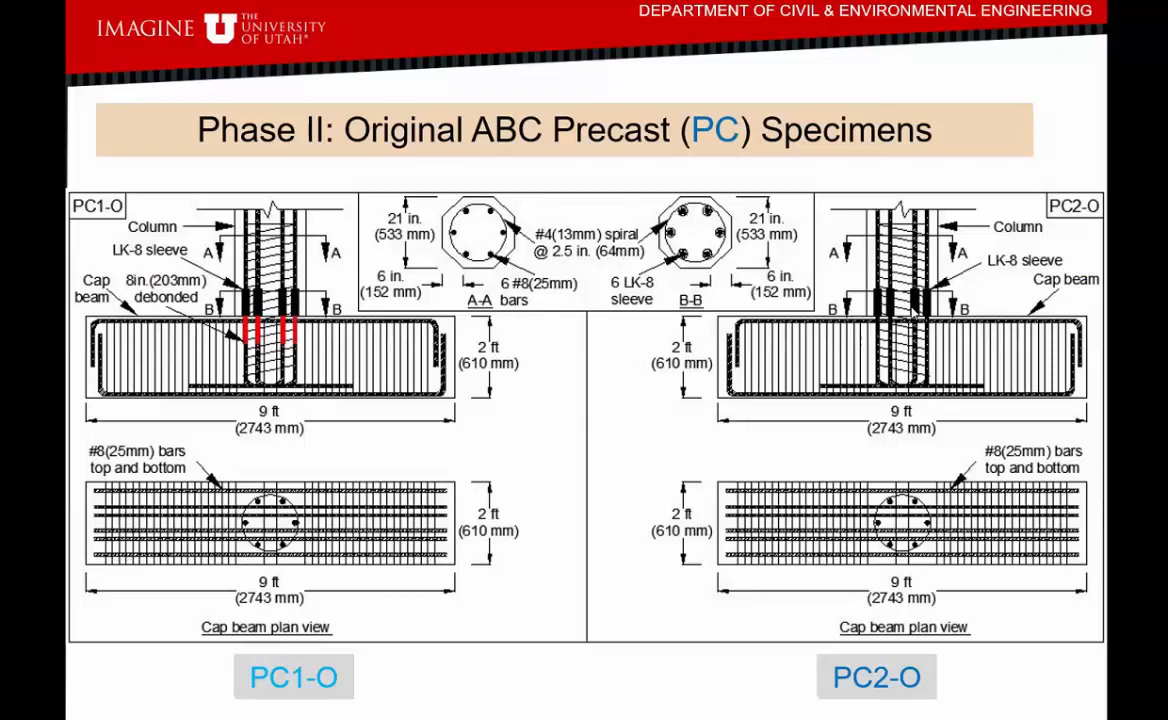 IMAGINE
THE
UNIVERSITY
OF UTAH®
DEPARTMENT OF CIVIL & ENVIRONMENTAL ENGINEERING
Phase II: Original ABC Precast (PC) Specimens
PC1-O
Column
LK-8 sleeve
Cap
beam
8in.(203mm)
debonded
A
A
B
B
21 in.
(533 mm)
6 in.
(152 mm)
A-A
#4(13mm) spiral
@ 2.5 in. (64mm)
6 #8(25mm)
bars
6 LK-8
sleeve
B-B
21 in.
(533 mm)
6 in.
(152 mm)
PC2-O
Column
LK-8 sleeve
Cap beam
A
A
B
B
2 ft
(610 mm)
9 ft
(2743 mm)
2 ft
(610 mm)
9 ft
(2743 mm)
#8(25mm) bars
top and bottom
2 ft
(610 mm)
9 ft
(2743 mm)
Cap beam plan view
#8(25mm) bars
top and bottom
2 ft
(610 mm)
9 ft
(2743 mm)
Cap beam plan view
PC1-O
PC2-O